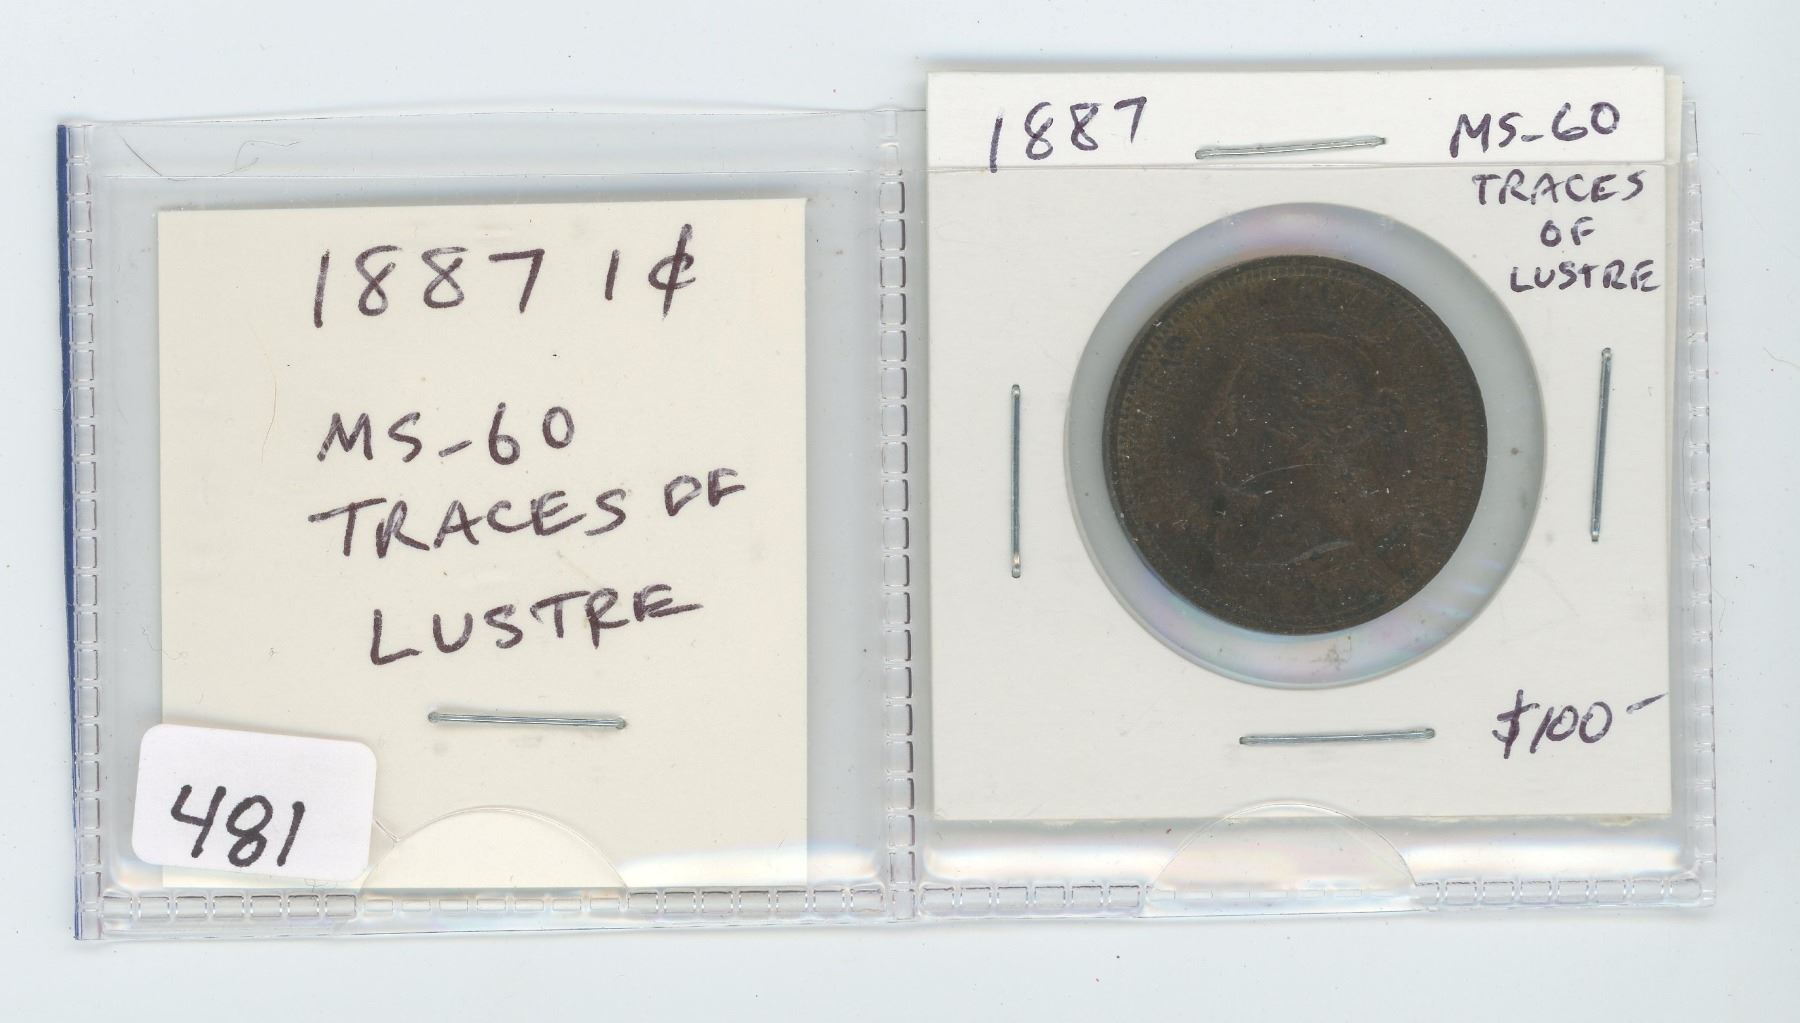 1887 1¢
MS-60
TRACES OF
LUSTRE
481
1887
MS-60
TRACES
OF
LUSTRE
$100-